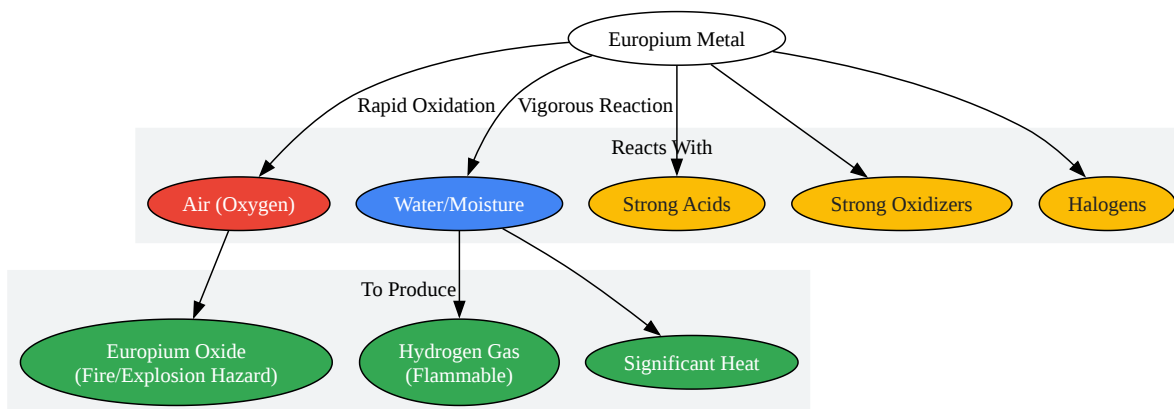 Europium Metal
Rapid Oxidation
Vigorous Reaction
Reacts With
Air (Oxygen)
Water/Moisture
Strong Acids
Strong Oxidizers
Halogens
To Produce
Europium Oxide
(Fire/Explosion Hazard)
Hydrogen Gas
(Flammable)
Significant Heat